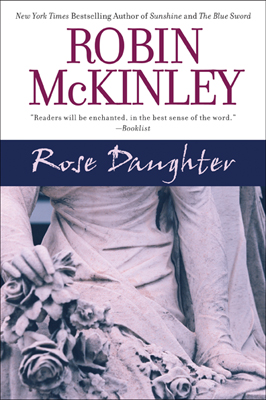 New York Times Bestselling Author of Sunshine and The Blue Sword
ROBIN
McKINLEY
"Readers will be enchanted, in the best sense of the word."
—Booklist
Rose Daughter